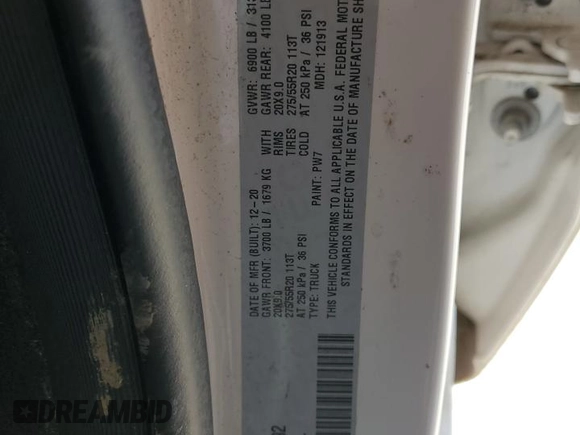 DATE OF MFR (BUILT): 12-20 GVWR: 6900 LB /
GAWR FRONT: 3700 LB / 1679 KG WITH GAWR REAR: 4100 LB
20X9.0 RIMS 20X9.0
275/55R20 113T TIRES 275/55R20 113T
AT 250 kPa / 36 PSI COLD AT 250 kPa / 36 PSI
TYPE: TRUCK PAINT: PW7 MDH: 121913
THIS VEHICLE CONFORMS TO ALL APPLICABLE U.S.A. FEDERAL MOT
STANDARDS IN EFFECT ON THE DATE OF MANUFACTURE SH
DREAMBID